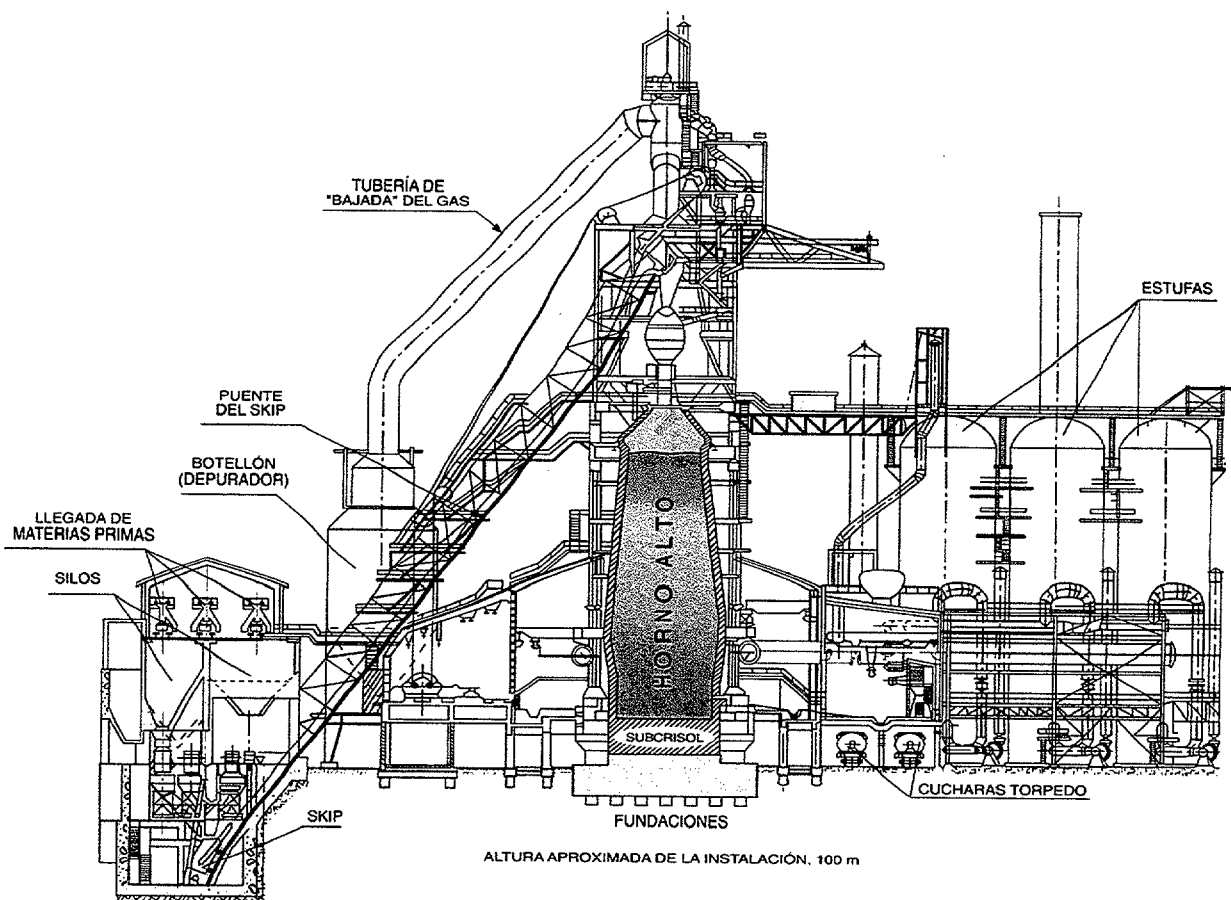 TUBERÍA DE
"BAJADA" DEL GAS
ESTUFAS
PUENTE
DEL SKIP
BOTELLÓN
(DEPURADOR)
LLEGADA DE
MATERIAS PRIMAS
SILOS
HORNO ALTO
SUBCRISOL
CUCHARAS TORPEDO
SKIP
FUNDACIONES
ALTURA APROXIMADA DE LA INSTALACIÓN, 100 m